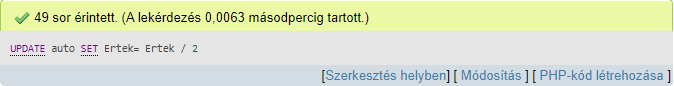 49 sor érintett. (A lekérdezés 0,0063 másodpercig tartott.)
UPDATE auto SET Ertek= Ertek / 2
[Szerkesztés helyben] [ Módosítás ] [ PHP-kód létrehozása ]